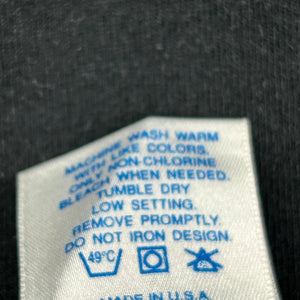 MACHINE WASH WARM
WITH LIKE COLORS.
ONLY NON-CHLORINE
BLEACH WHEN NEEDED.
TUMBLE DRY
LOW SETTING.
REMOVE PROMPTLY.
DO NOT IRON DESIGN.
49°C
MADE IN U.S.A.